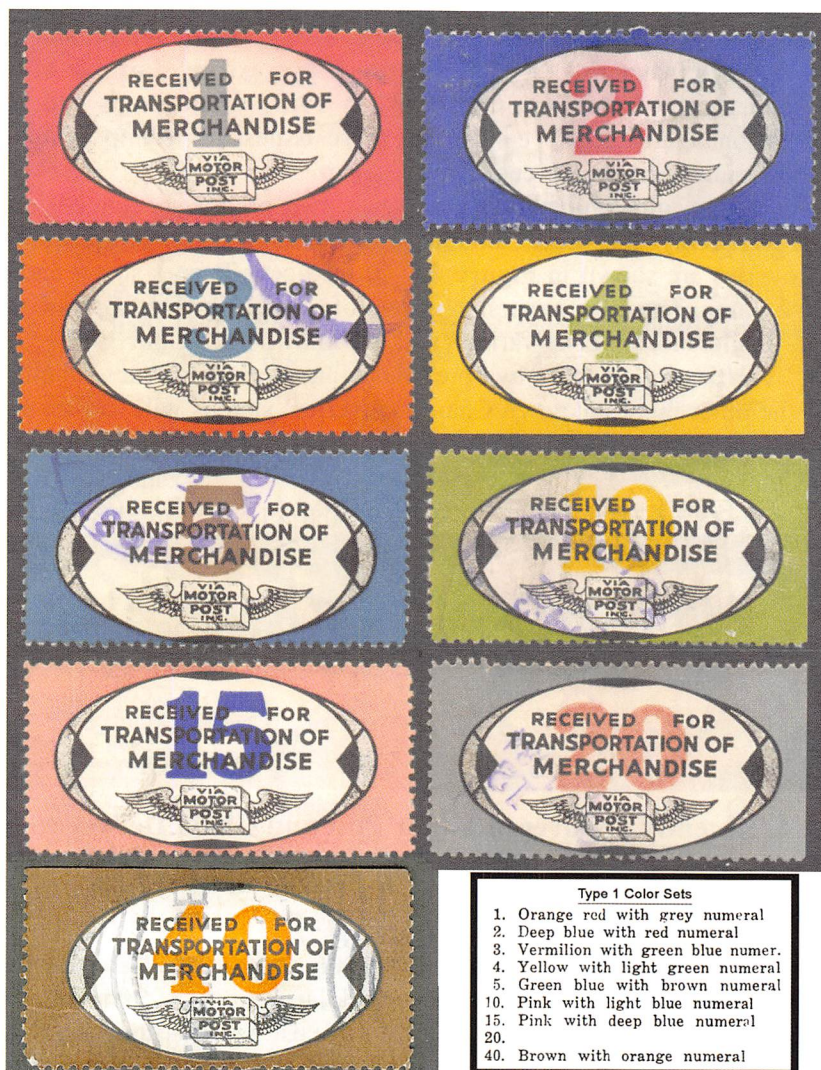 1
RECEIVED FOR
TRANSPORTATION OF
MERCHANDISE
VIA
MOTOR
POST
INC.
2
RECEIVED FOR
TRANSPORTATION OF
MERCHANDISE
VIA
MOTOR
POST
INC.
3
RECEIVED FOR
TRANSPORTATION OF
MERCHANDISE
VIA
MOTOR
POST
INC.
4
RECEIVED FOR
TRANSPORTATION OF
MERCHANDISE
VIA
MOTOR
POST
INC.
5
RECEIVED FOR
TRANSPORTATION OF
MERCHANDISE
VIA
MOTOR
POST
INC.
10
RECEIVED FOR
TRANSPORTATION OF
MERCHANDISE
VIA
MOTOR
POST
INC.
15
RECEIVED FOR
TRANSPORTATION OF
MERCHANDISE
VIA
MOTOR
POST
INC.
20
RECEIVED FOR
TRANSPORTATION OF
MERCHANDISE
VIA
MOTOR
POST
INC.
40
RECEIVED FOR
TRANSPORTATION OF
MERCHANDISE
VIA
MOTOR
POST
INC.
Type 1 Color Sets
1. Orange red with grey numeral
2. Deep blue with red numeral
3. Vermilion with green blue numer.
4. Yellow with light green numeral
5. Green blue with brown numeral
10. Pink with light blue numeral
15. Pink with deep blue numeral
20.
40. Brown with orange numeral